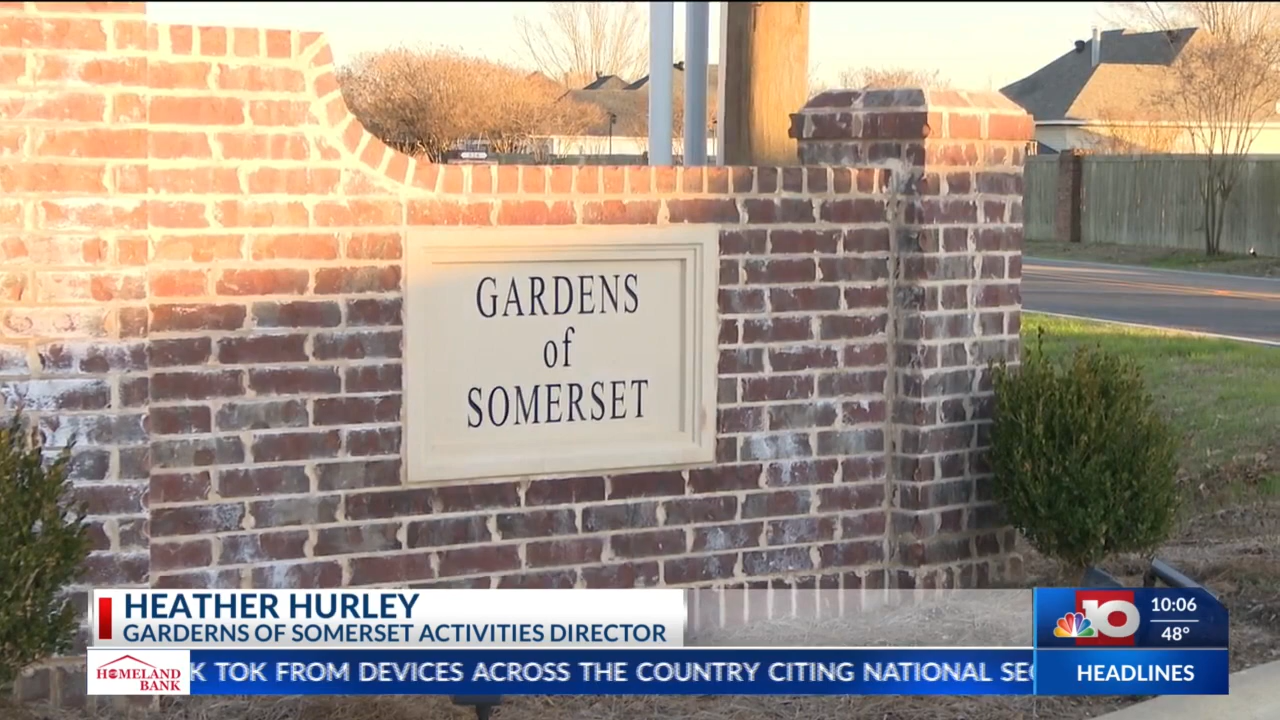 GARDENS
of
SOMERSET
HEATHER HURLEY
GARDERNS OF SOMERSET ACTIVITIES DIRECTOR
10
10:06
48°
HOMELAND
BANK
K TOK FROM DEVICES ACROSS THE COUNTRY CITING NATIONAL SE
HEADLINES